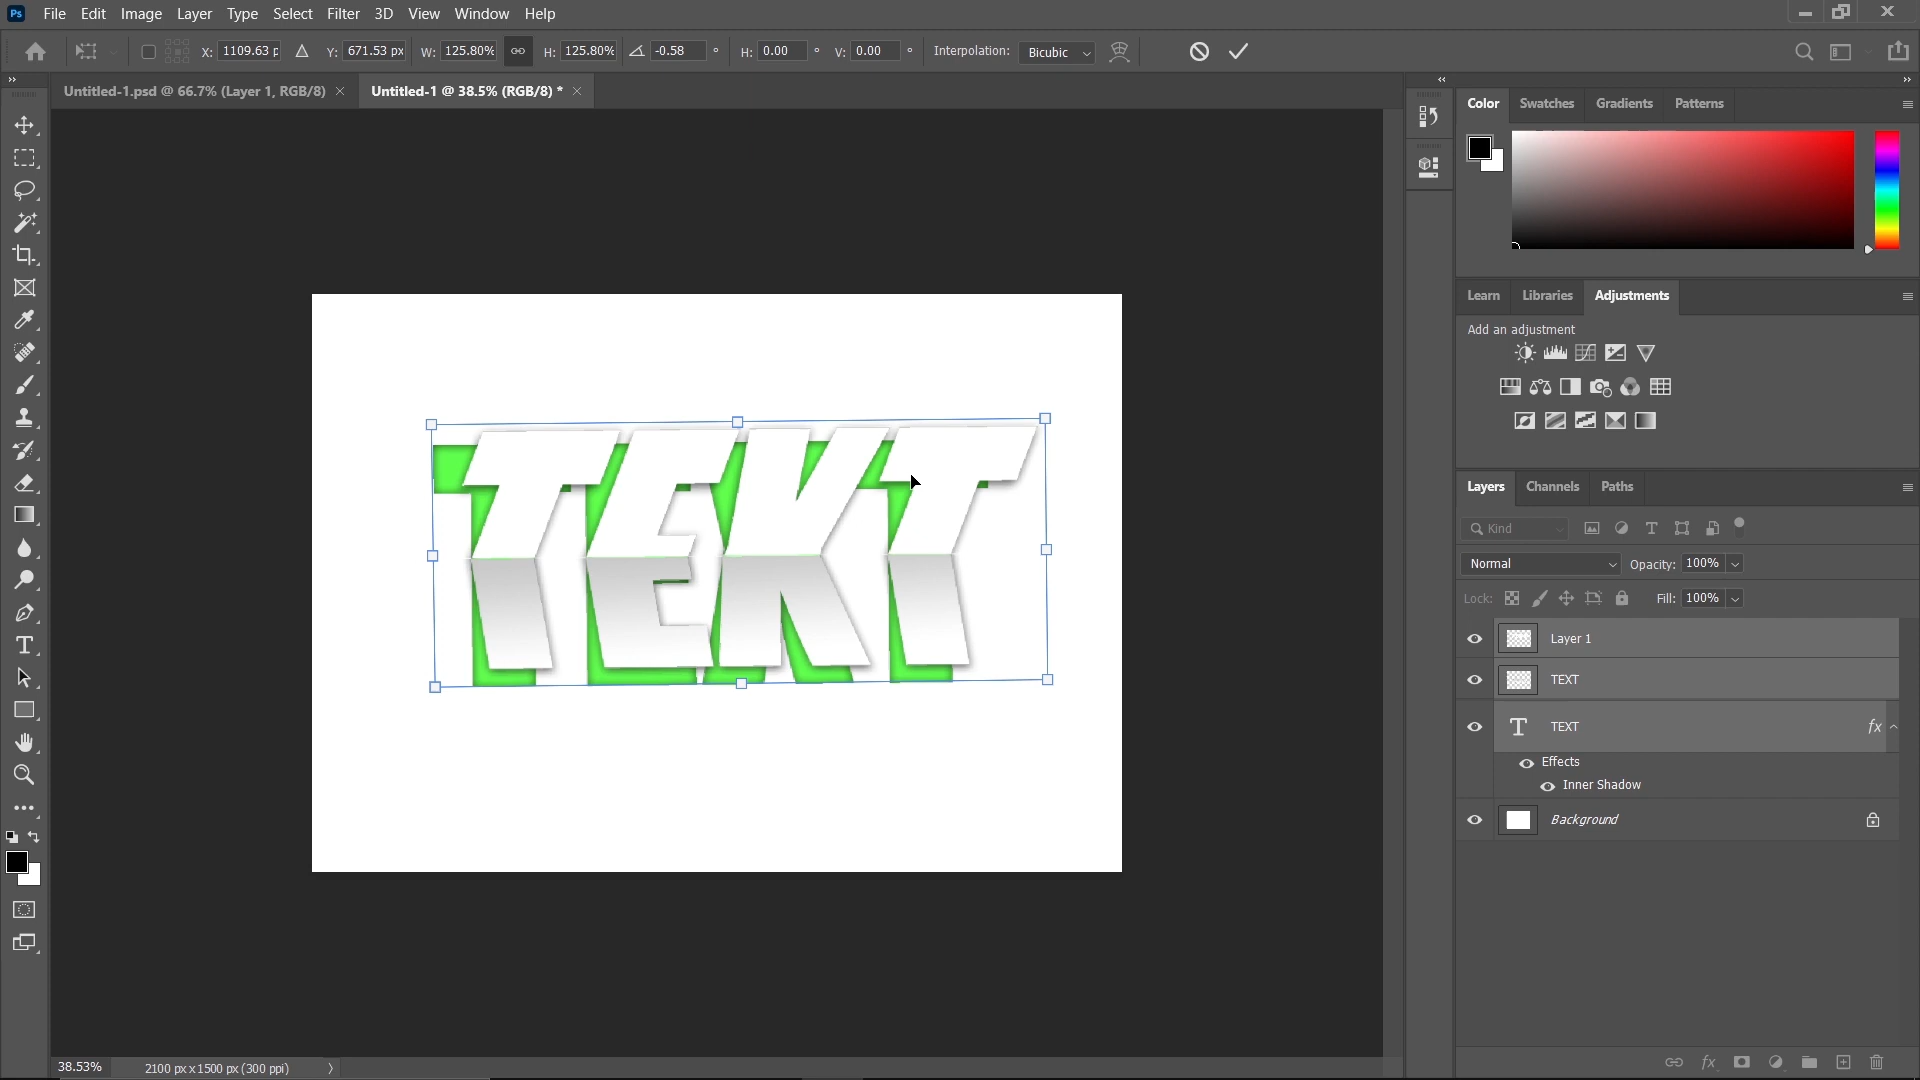 Ps File Edit Image Layer Type Select Filter 3D View Window Help
X: 1109.63 p Y: 671.53 px W: 125.80% H: 125.80% -0.58 ° H: 0.00 ° V: 0.00 ° Interpolation: Bicubic
Untitled-1.psd @ 66.7% (Layer 1, RGB/8) × Untitled-1 @ 38.5% (RGB/8) * ×
Color Swatches Gradients Patterns
Learn Libraries Adjustments
Add an adjustment
TEXT
Layers Channels Paths
Kind
Normal Opacity: 100%
Lock: Fill: 100%
Layer 1
TEXT
T TEXT fx
Effects
Inner Shadow
Background
38.53% 2100 px x 1500 px (300 ppi)
fx